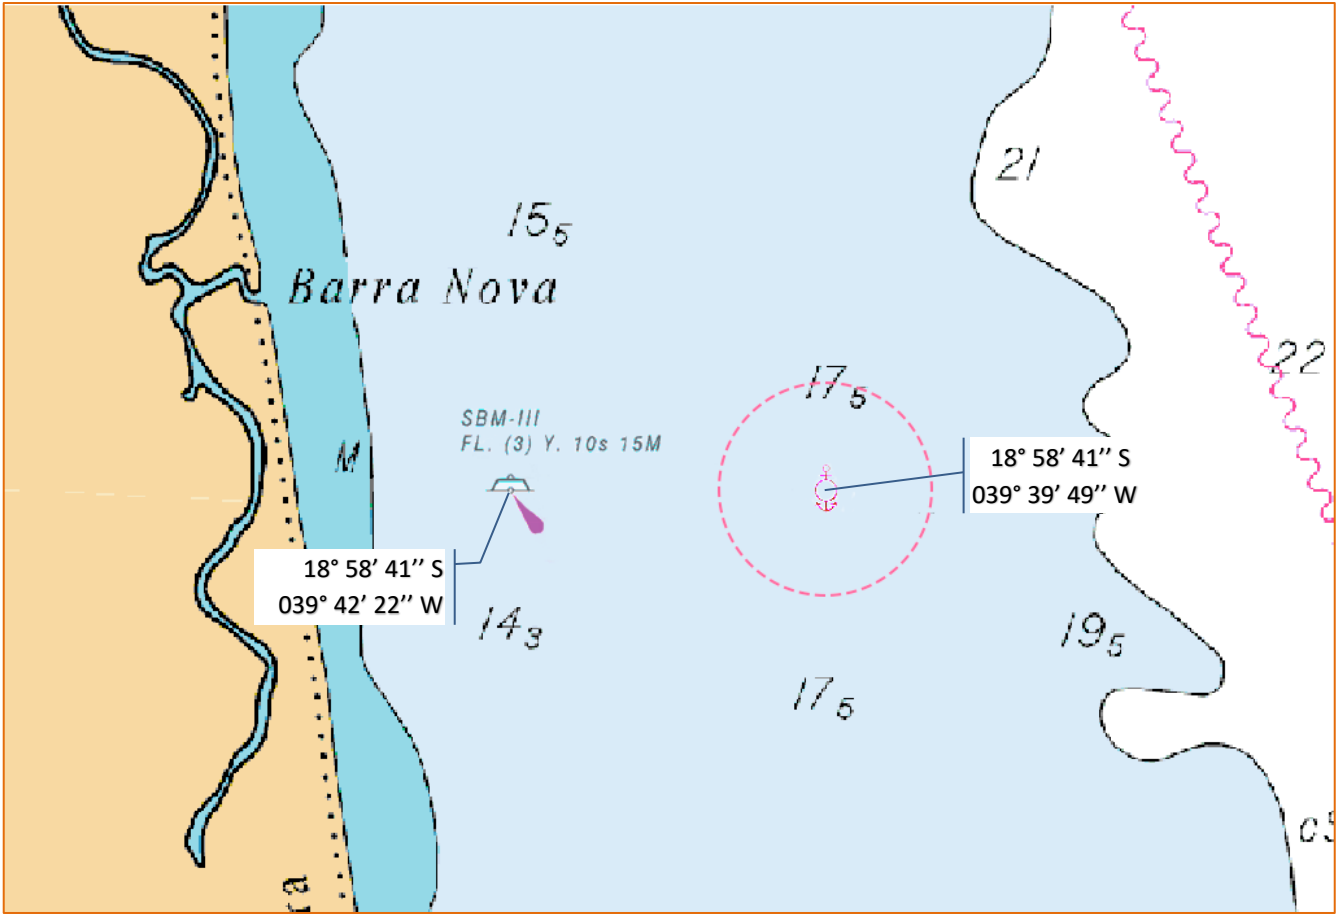 21
15₅
Barra Nova
22
17₅
SBM-III
FL. (3) Y. 10s 15M
M
18° 58’ 41’’ S
039° 39’ 49’’ W
18° 58’ 41’’ S
039° 42’ 22’’ W
14₃
19₅
17₅
ra